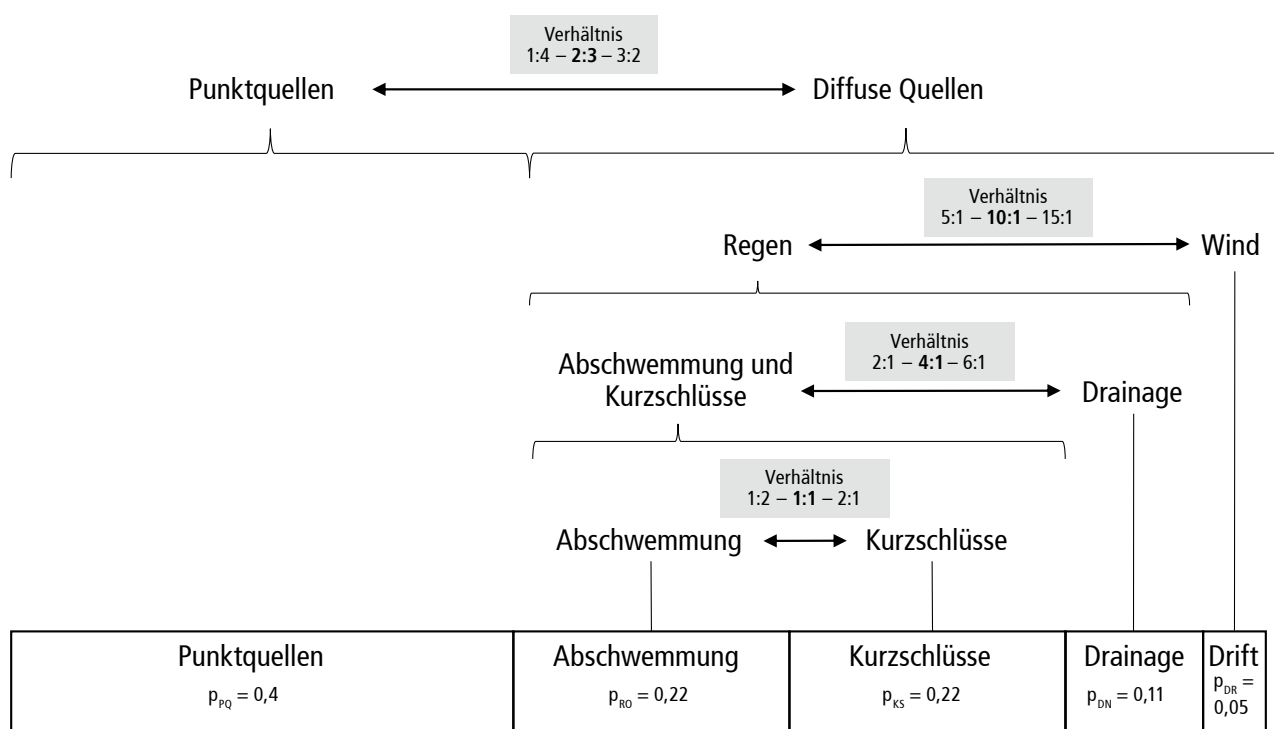 Verhältnis
1:4 – 2:3 – 3:2
Punktquellen
Diffuse Quellen
Verhältnis
5:1 – 10:1 – 15:1
Regen
Wind
Verhältnis
2:1 – 4:1 – 6:1
Abschwemmung und
Kurzschlüsse
Drainage
Verhältnis
1:2 – 1:1 – 2:1
Abschwemmung
Kurzschlüsse
Punktquellen
p_PQ = 0,4
Abschwemmung
p_RO = 0,22
Kurzschlüsse
p_KS = 0,22
Drainage
p_DN = 0,11
Drift
p_DR =
0,05